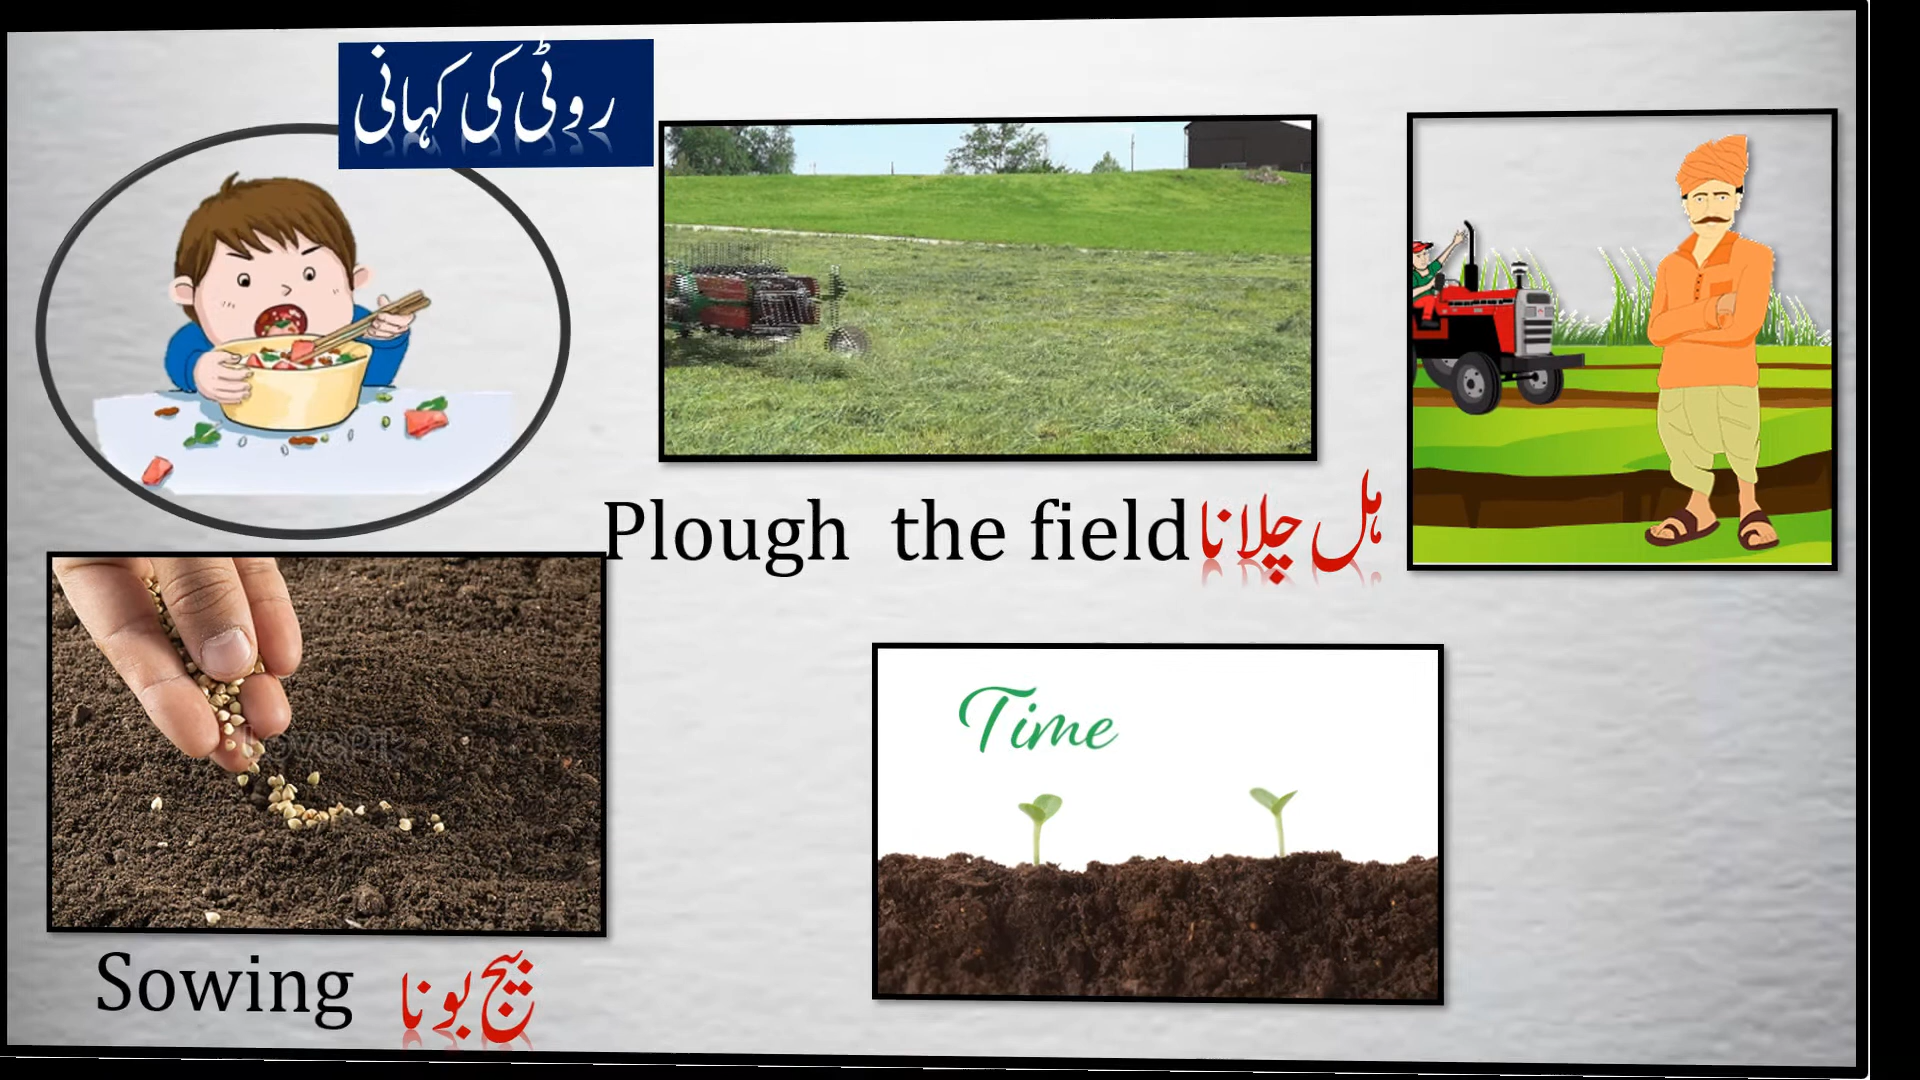 روٹی کی کہانی
Plough the field ہل چلانا
Time
Sowing بیج بونا